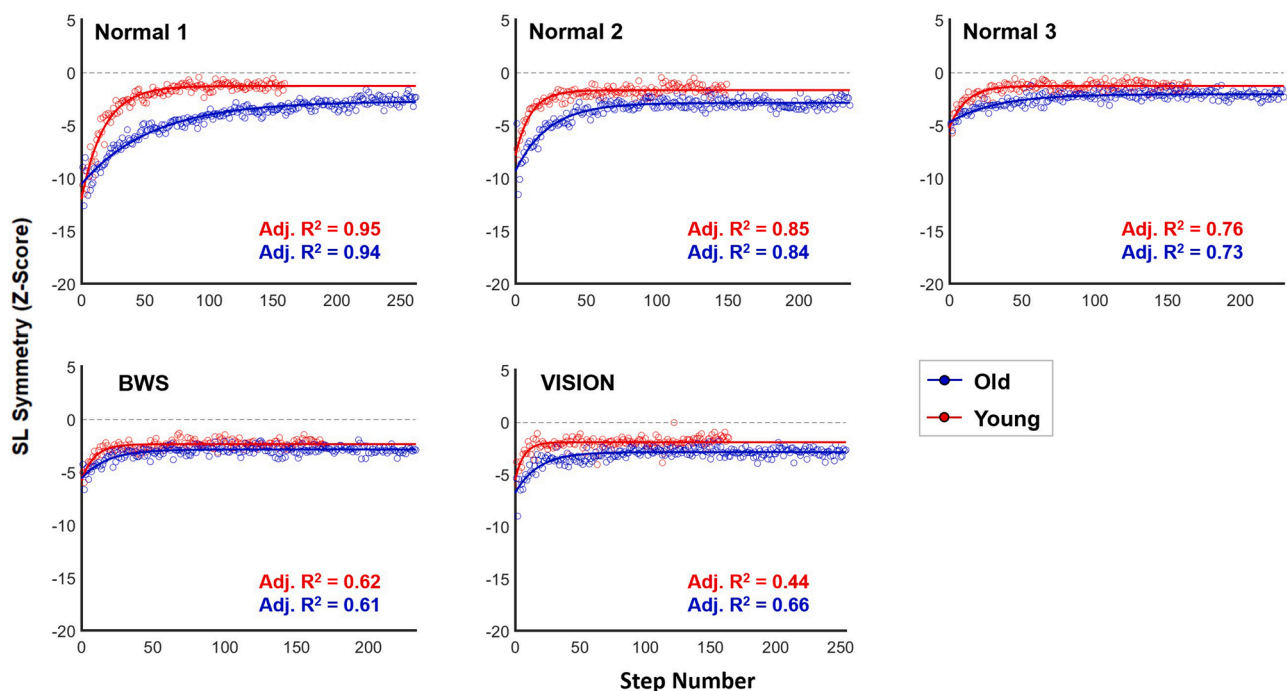 SL Symmetry (Z-Score)
Normal 1
5
0
-5
-10
-15
-20
0 50 100 150 200 250
Adj. R² = 0.95
Adj. R² = 0.94
Normal 2
5
0
-5
-10
-15
-20
0 50 100 150 200
Adj. R² = 0.85
Adj. R² = 0.84
Normal 3
5
0
-5
-10
-15
-20
0 50 100 150 200
Adj. R² = 0.76
Adj. R² = 0.73
BWS
5
0
-5
-10
-15
-20
0 50 100 150 200
Adj. R² = 0.62
Adj. R² = 0.61
VISION
5
0
-5
-10
-15
-20
0 50 100 150 200 250
Adj. R² = 0.44
Adj. R² = 0.66
Old
Young
Step Number